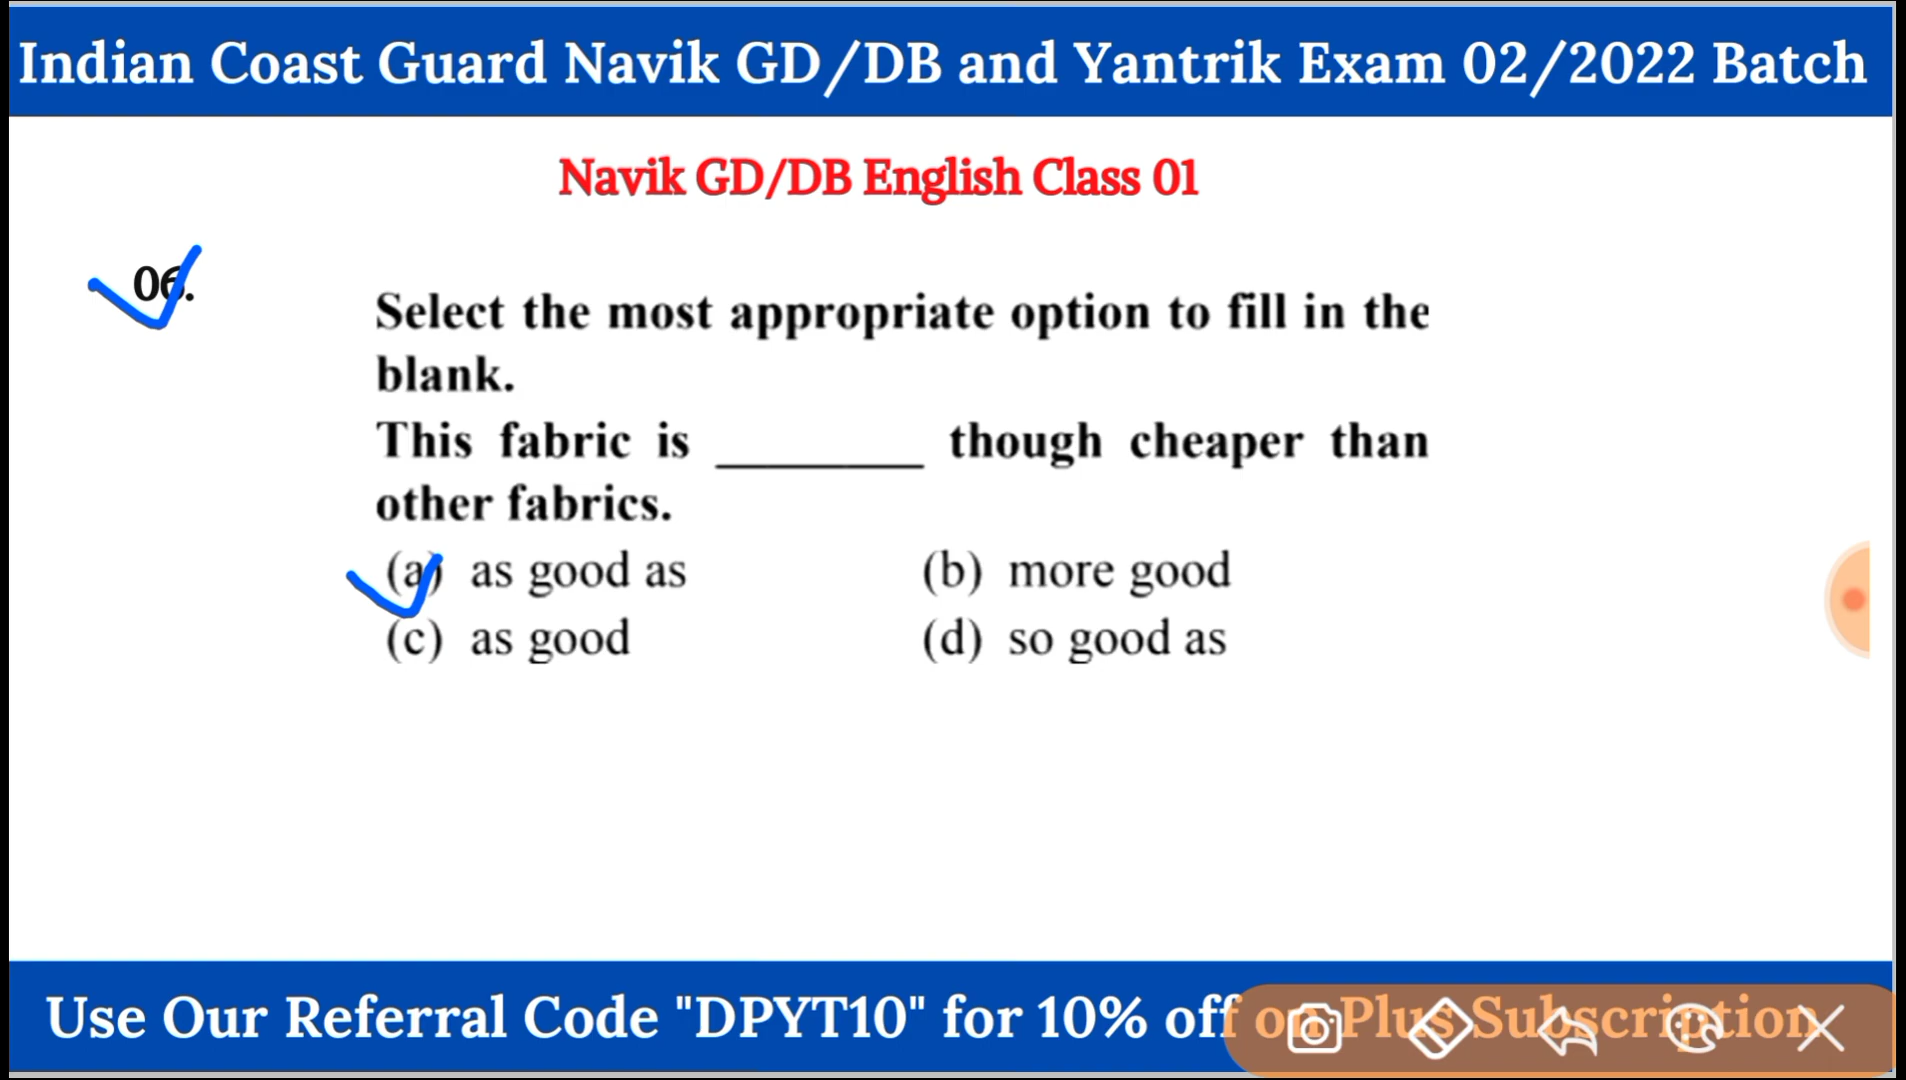 Indian Coast Guard Navik GD/DB and Yantrik Exam 02/2022 Batch
Navik GD/DB English Class 01
06.
Select the most appropriate option to fill in the
blank.
This fabric is ________ though cheaper than
other fabrics.
(a) as good as (b) more good
(c) as good (d) so good as
Use Our Referral Code "DPYT10" for 10% off on Plus Subscription